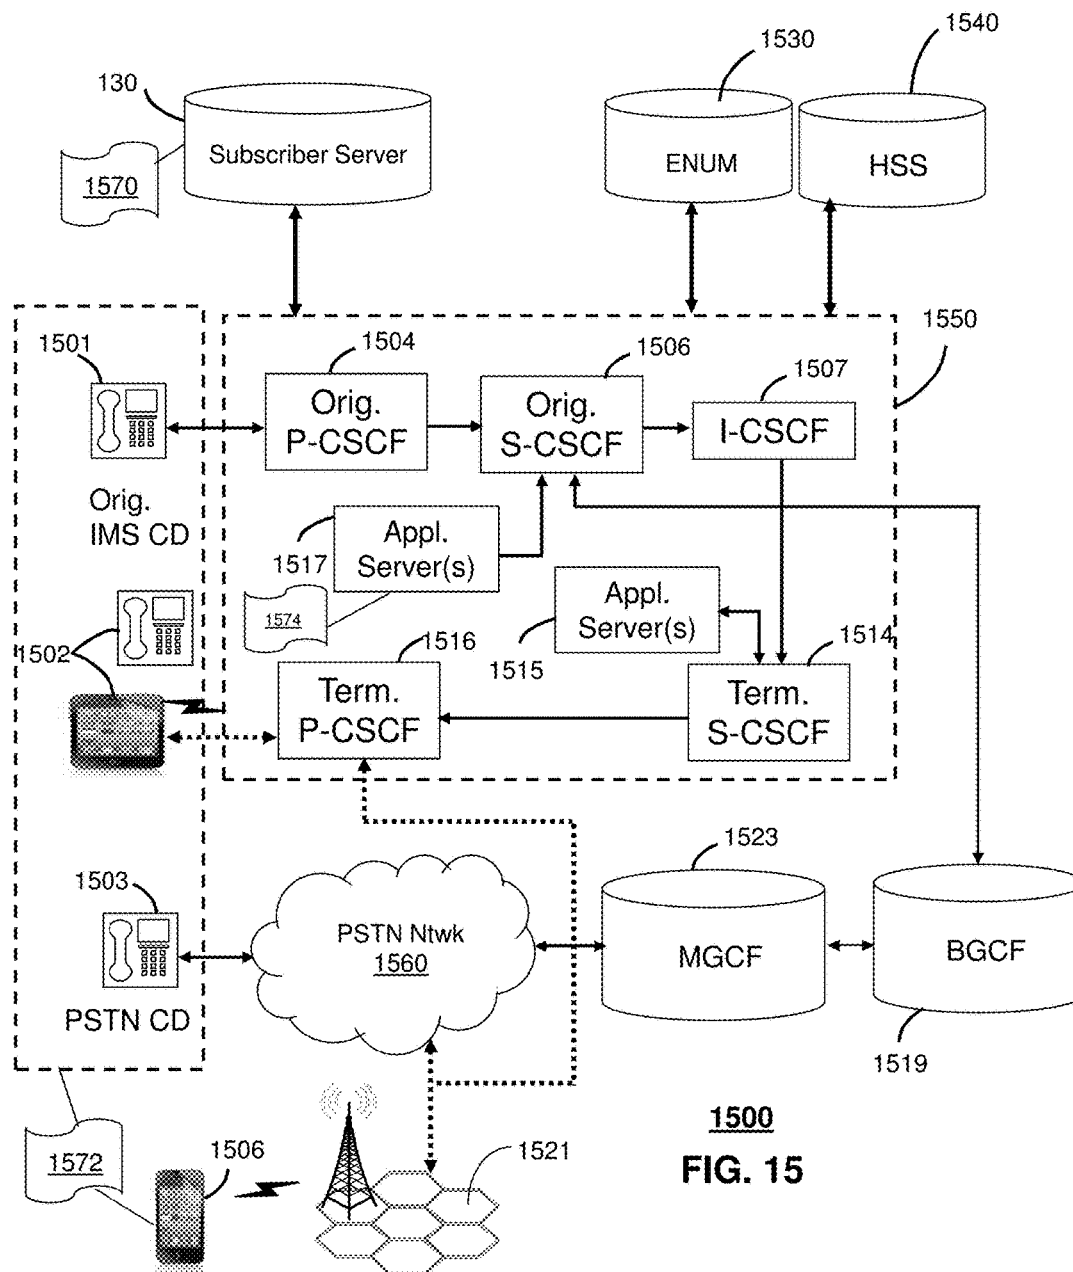 1530
1540
130
Subscriber Server
ENUM
HSS
1570
1550
1501
1504
1506
1507
Orig.
P-CSCF
Orig.
S-CSCF
I-CSCF
Orig.
IMS CD
Appl.
Server(s)
1517
1574
Appl.
Server(s)
1515
1516
1514
1502
Term.
P-CSCF
Term.
S-CSCF
1523
1503
PSTN Ntwk
1560
MGCF
BGCF
PSTN CD
1519
1572
1506
1521
1500
FIG. 15